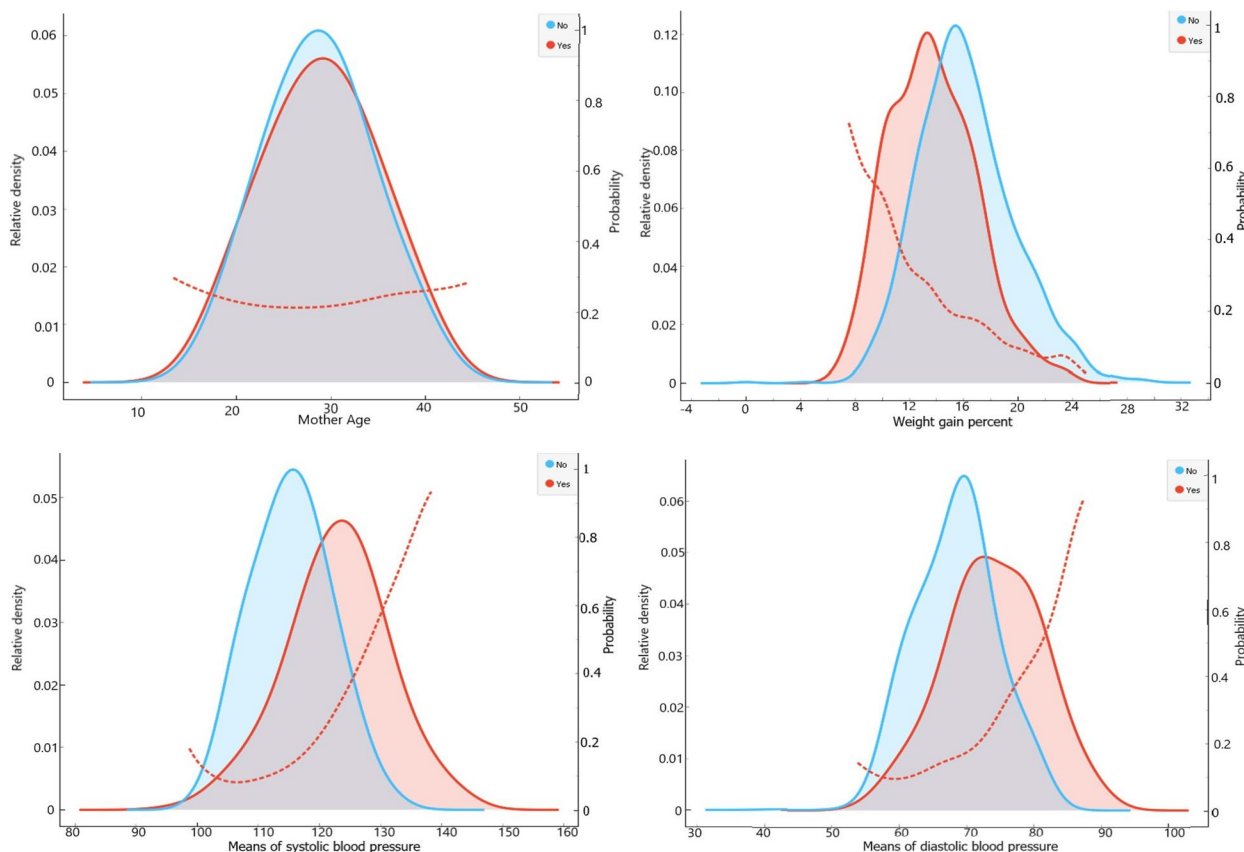 No
Yes
Relative density
0.06
0.05
0.04
0.03
0.02
0.01
0
1
0.8
0.6
0.4
0.2
0
Probability
10 20 30 40 50
Mother Age
No
Yes
Relative density
0.12
0.10
0.08
0.06
0.04
0.02
0
1
0.8
0.6
0.4
0.2
0
Probability
-4 0 4 8 12 16 20 24 28 32
Weight gain percent
No
Yes
Relative density
0.05
0.04
0.03
0.02
0.01
0
1
0.8
0.6
0.4
0.2
0
Probability
80 90 100 110 120 130 140 150 160
Means of systolic blood pressure
No
Yes
Relative density
0.06
0.05
0.04
0.03
0.02
0.01
0
1
0.8
0.6
0.4
0.2
0
Probability
30 40 50 60 70 80 90 100
Means of diastolic blood pressure